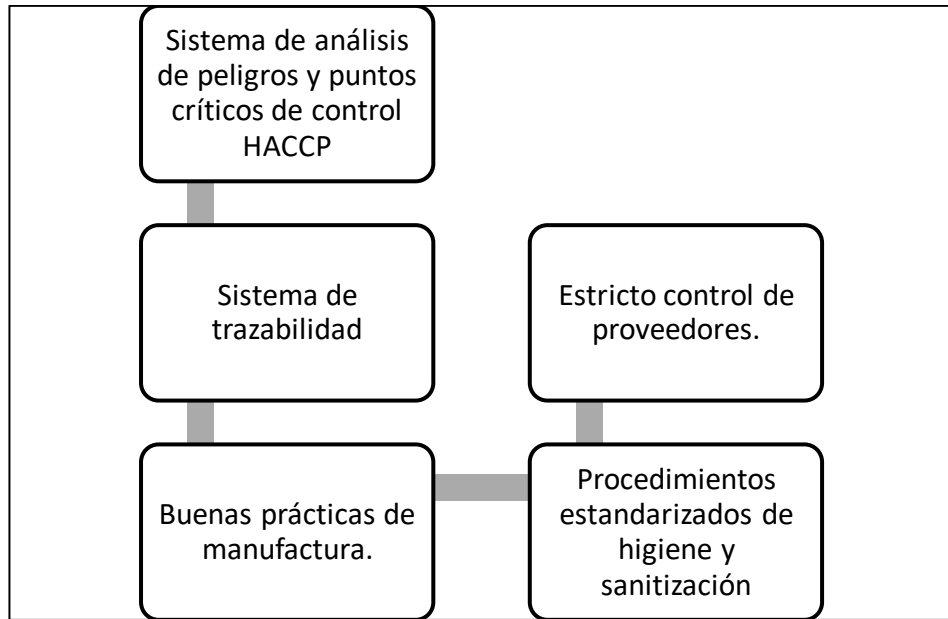 Sistema de análisis
de peligros y puntos
críticos de control
HACCP
Sistema de
trazabilidad
Buenas prácticas de
manufactura.
Procedimientos
estandarizados de
higiene y
sanitización
Estricto control de
proveedores.